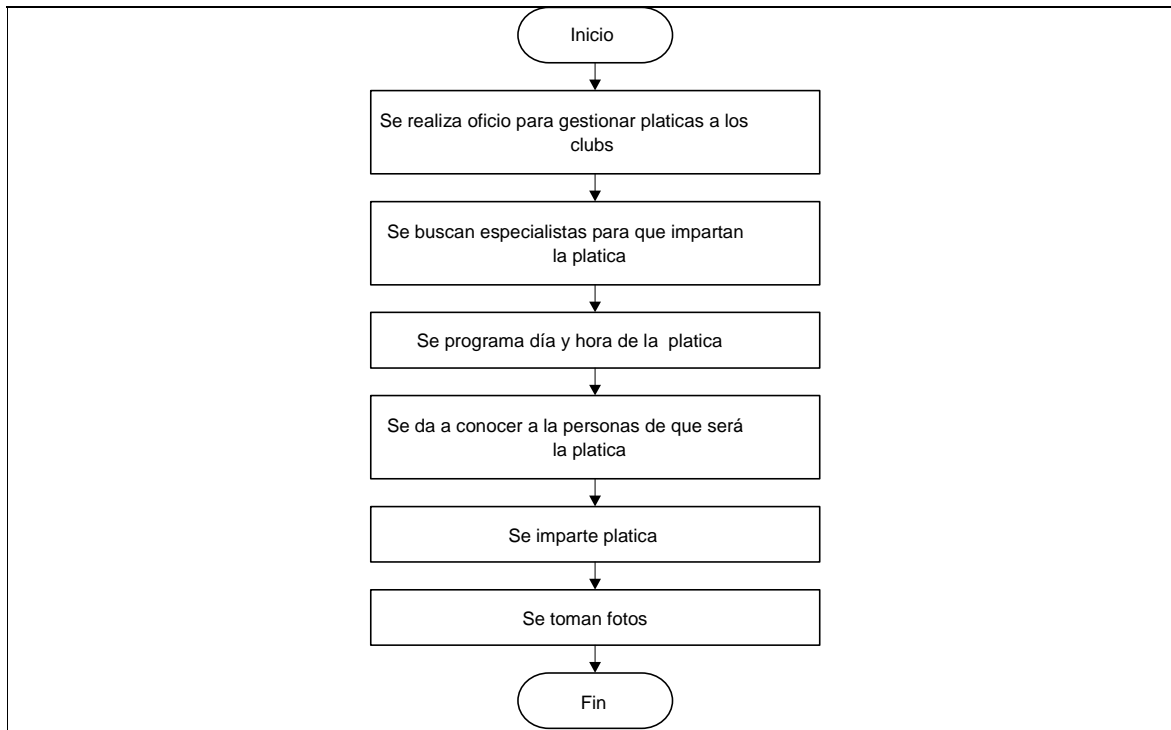 Inicio
Se realiza oficio para gestionar platicas a los
clubs
Se buscan especialistas para que impartan
la platica
Se programa día y hora de la  platica
Se da a conocer a la personas de que será
la platica
Se imparte platica
Se toman fotos
Fin